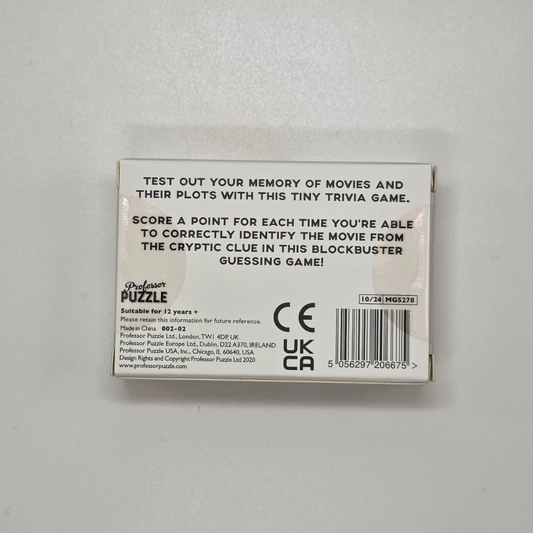 TEST OUT YOUR MEMORY OF MOVIES AND
THEIR PLOTS WITH THIS TINY TRIVIA GAME.
SCORE A POINT FOR EACH TIME YOU'RE ABLE
TO CORRECTLY IDENTIFY THE MOVIE FROM
THE CRYPTIC CLUE IN THIS BLOCKBUSTER
GUESSING GAME!
Professor
PUZZLE
Suitable for 12 years +
Please retain this information for future reference.
Made in China 002-02
Professor Puzzle Ltd., London, TW1 4DP, UK
Professor Puzzle Europe Ltd., Dublin, D22 A370, IRELAND
Professor Puzzle USA, Inc., Chicago, IL 60640, USA
Design Rights and Copyright Professor Puzzle Ltd 2020
www.professorpuzzle.com
CE
UK
CA
10/24 MG5278
5 056297 206675 >